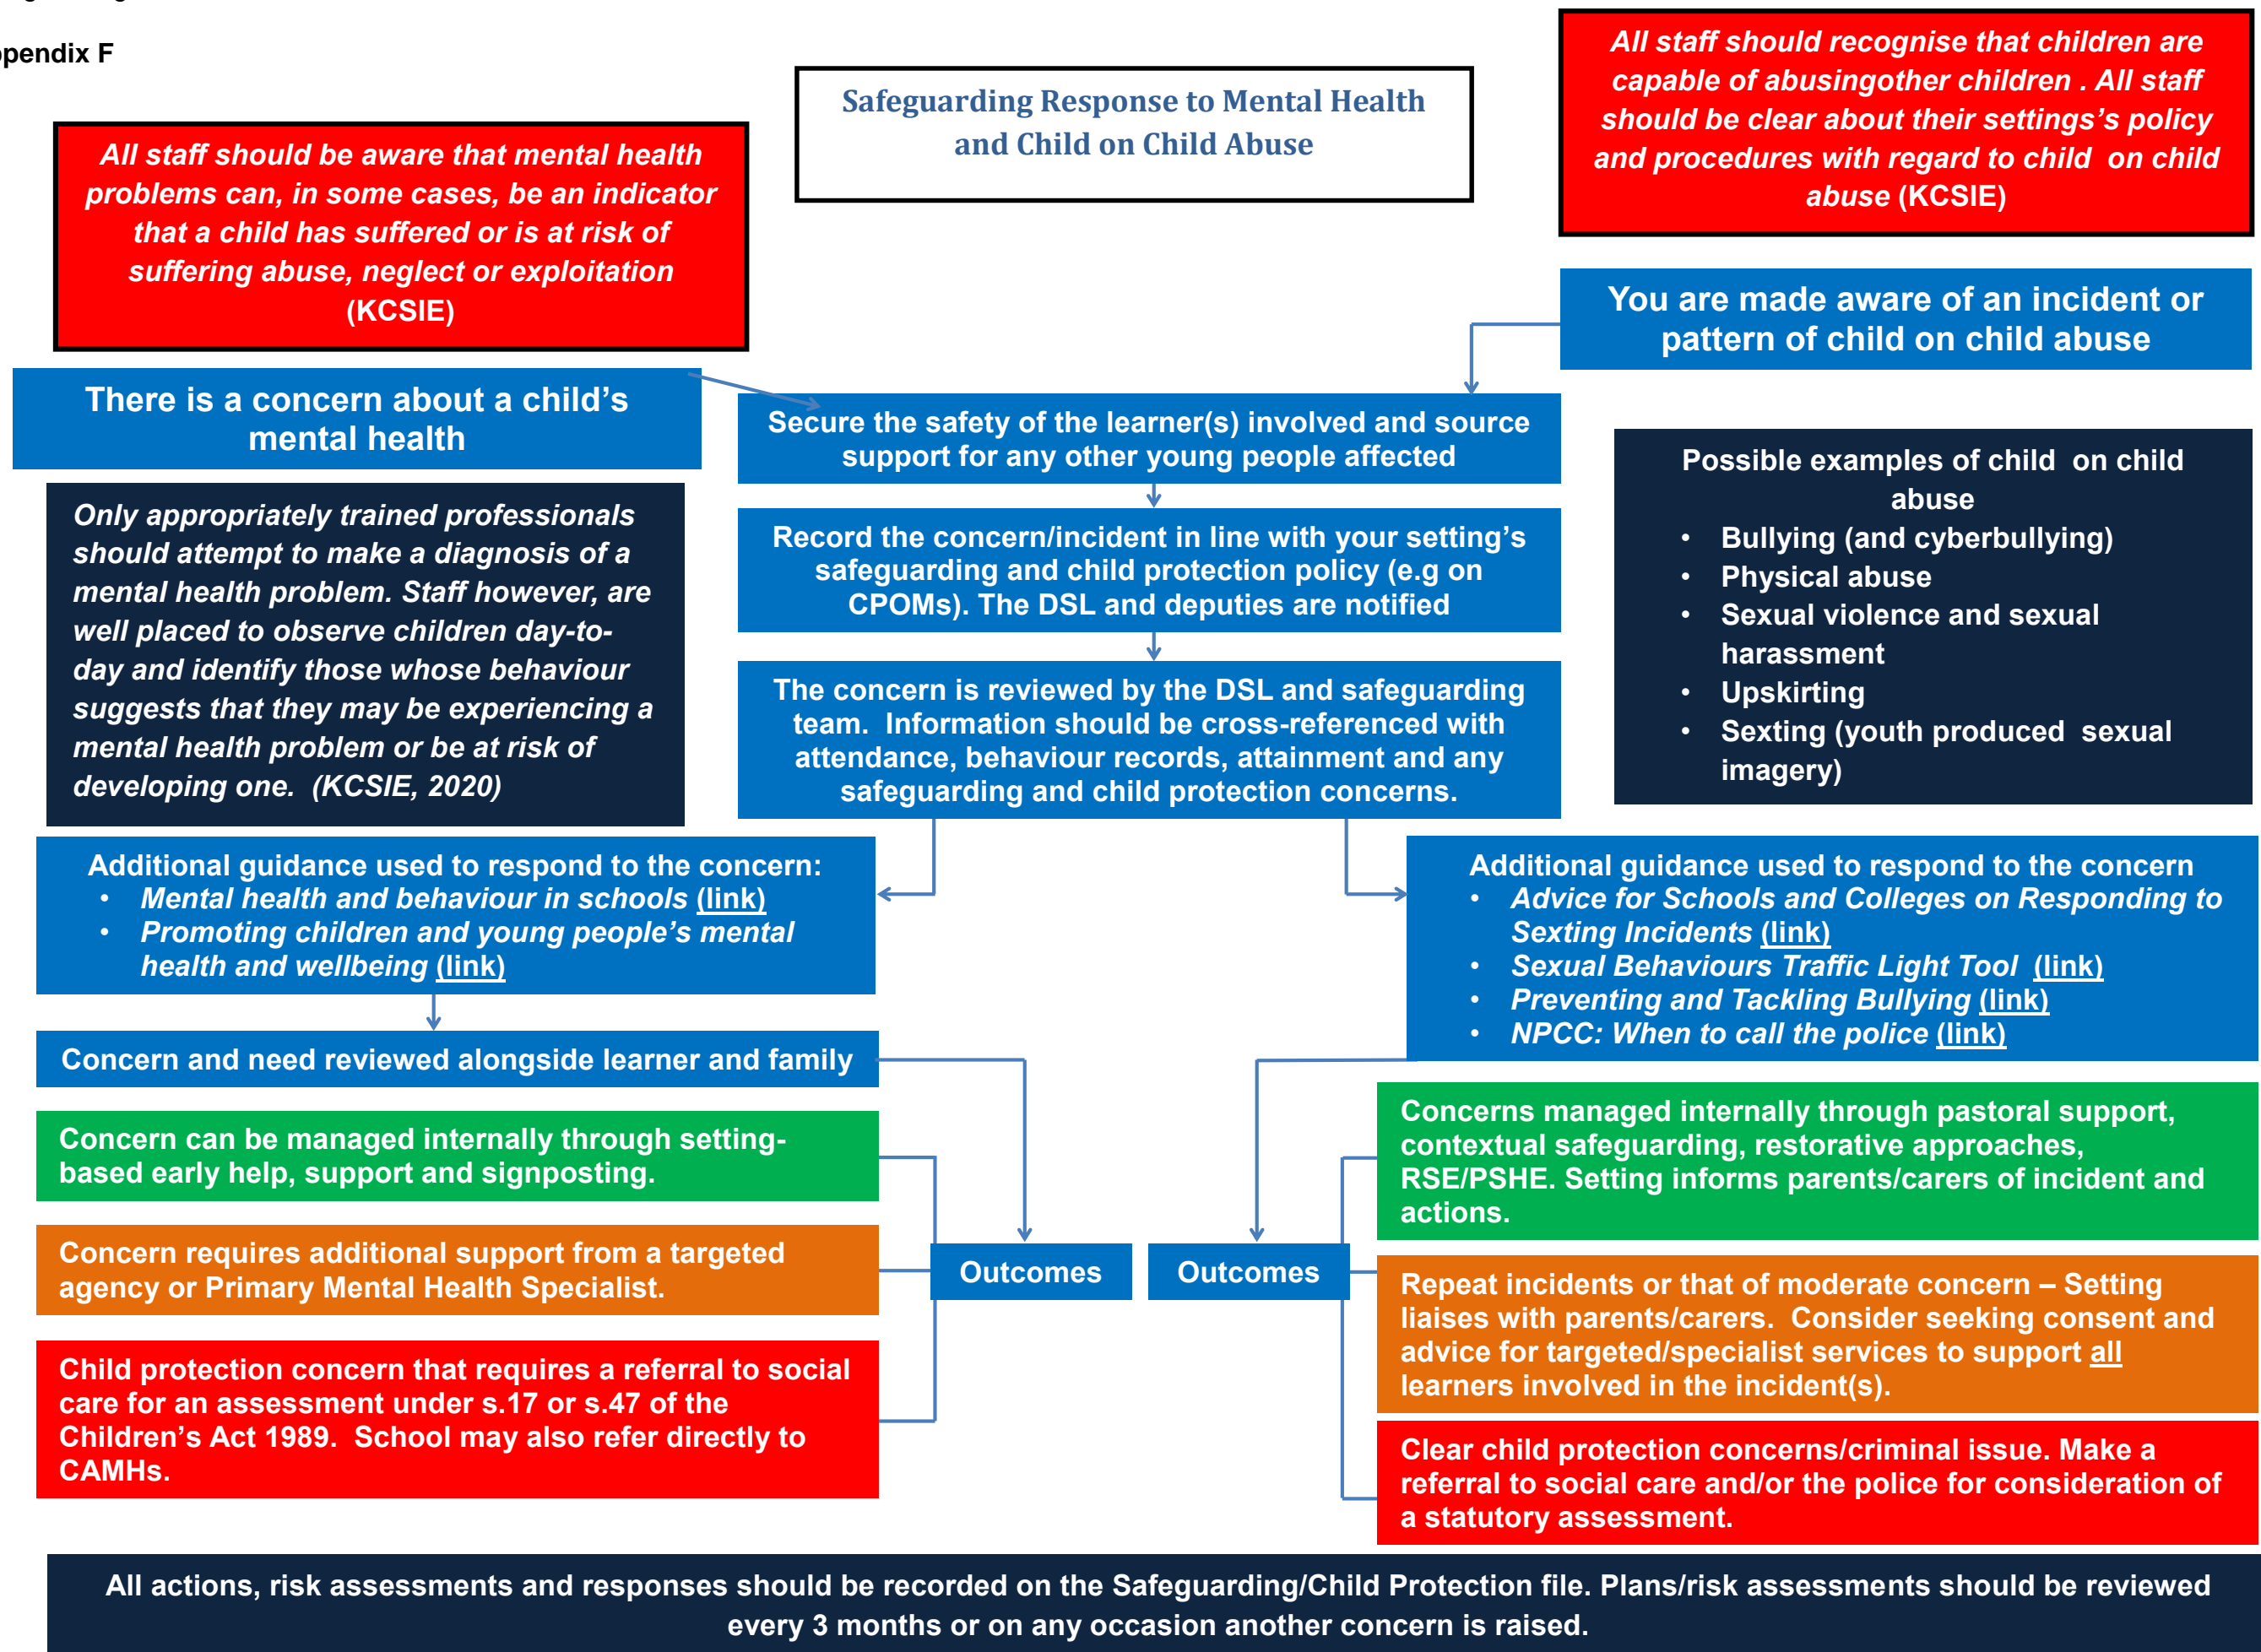 ppendix F
Safeguarding Response to Mental Health
and Child on Child Abuse
All staff should be aware that mental health
problems can, in some cases, be an indicator
that a child has suffered or is at risk of
suffering abuse, neglect or exploitation
(KCSIE)
All staff should recognise that children are
capable of abusingother children . All staff
should be clear about their settings’s policy
and procedures with regard to child  on child
abuse (KCSIE)
You are made aware of an incident or
pattern of child on child abuse
There is a concern about a child’s
mental health
Secure the safety of the learner(s) involved and source
support for any other young people affected
Only appropriately trained professionals
should attempt to make a diagnosis of a
mental health problem. Staff however, are
well placed to observe children day-to-
day and identify those whose behaviour
suggests that they may be experiencing a
mental health problem or be at risk of
developing one.  (KCSIE, 2020)
Record the concern/incident in line with your setting’s
safeguarding and child protection policy (e.g on
CPOMs). The DSL and deputies are notified
The concern is reviewed by the DSL and safeguarding
team.  Information should be cross-referenced with
attendance, behaviour records, attainment and any
safeguarding and child protection concerns.
Possible examples of child  on child
abuse
• Bullying (and cyberbullying)
• Physical abuse
• Sexual violence and sexual
harassment
• Upskirting
• Sexting (youth produced  sexual
imagery)
Additional guidance used to respond to the concern:
• Mental health and behaviour in schools (link)
• Promoting children and young people’s mental
health and wellbeing (link)
Additional guidance used to respond to the concern
• Advice for Schools and Colleges on Responding to
Sexting Incidents (link)
• Sexual Behaviours Traffic Light Tool  (link)
• Preventing and Tackling Bullying (link)
• NPCC: When to call the police (link)
Concern and need reviewed alongside learner and family
Concern can be managed internally through setting-
based early help, support and signposting.
Concern requires additional support from a targeted
agency or Primary Mental Health Specialist.
Child protection concern that requires a referral to social
care for an assessment under s.17 or s.47 of the
Children’s Act 1989.  School may also refer directly to
CAMHs.
Outcomes
Outcomes
Concerns managed internally through pastoral support,
contextual safeguarding, restorative approaches,
RSE/PSHE. Setting informs parents/carers of incident and
actions.
Repeat incidents or that of moderate concern – Setting
liaises with parents/carers.  Consider seeking consent and
advice for targeted/specialist services to support all
learners involved in the incident(s).
Clear child protection concerns/criminal issue. Make a
referral to social care and/or the police for consideration of
a statutory assessment.
All actions, risk assessments and responses should be recorded on the Safeguarding/Child Protection file. Plans/risk assessments should be reviewed
every 3 months or on any occasion another concern is raised.